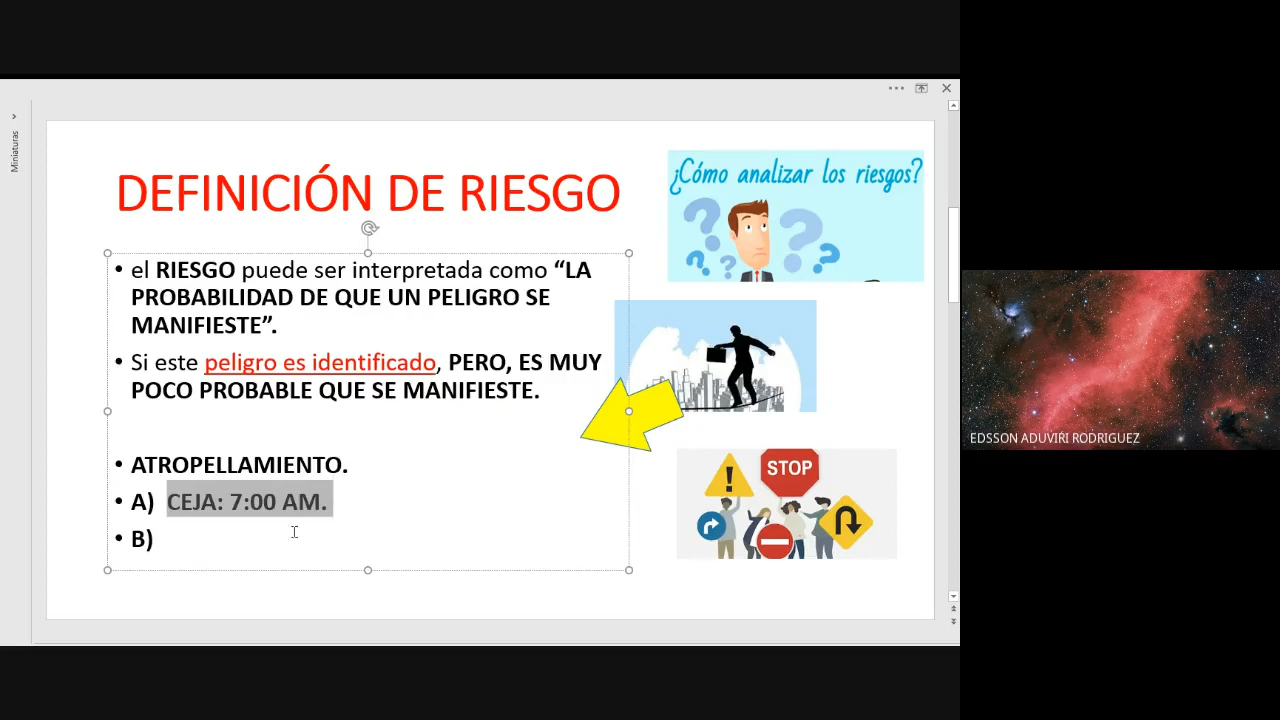 Miniaturas
DEFINICIÓN DE RIESGO
• el RIESGO puede ser interpretada como “LA
PROBABILIDAD DE QUE UN PELIGRO SE
MANIFIESTE”.
• Si este peligro es identificado, PERO, ES MUY
POCO PROBABLE QUE SE MANIFIESTE.
• ATROPELLAMIENTO.
• A) CEJA: 7:00 AM.
• B)
¿Cómo analizar los riesgos?
STOP
EDSSON ADUVIRI RODRIGUEZ